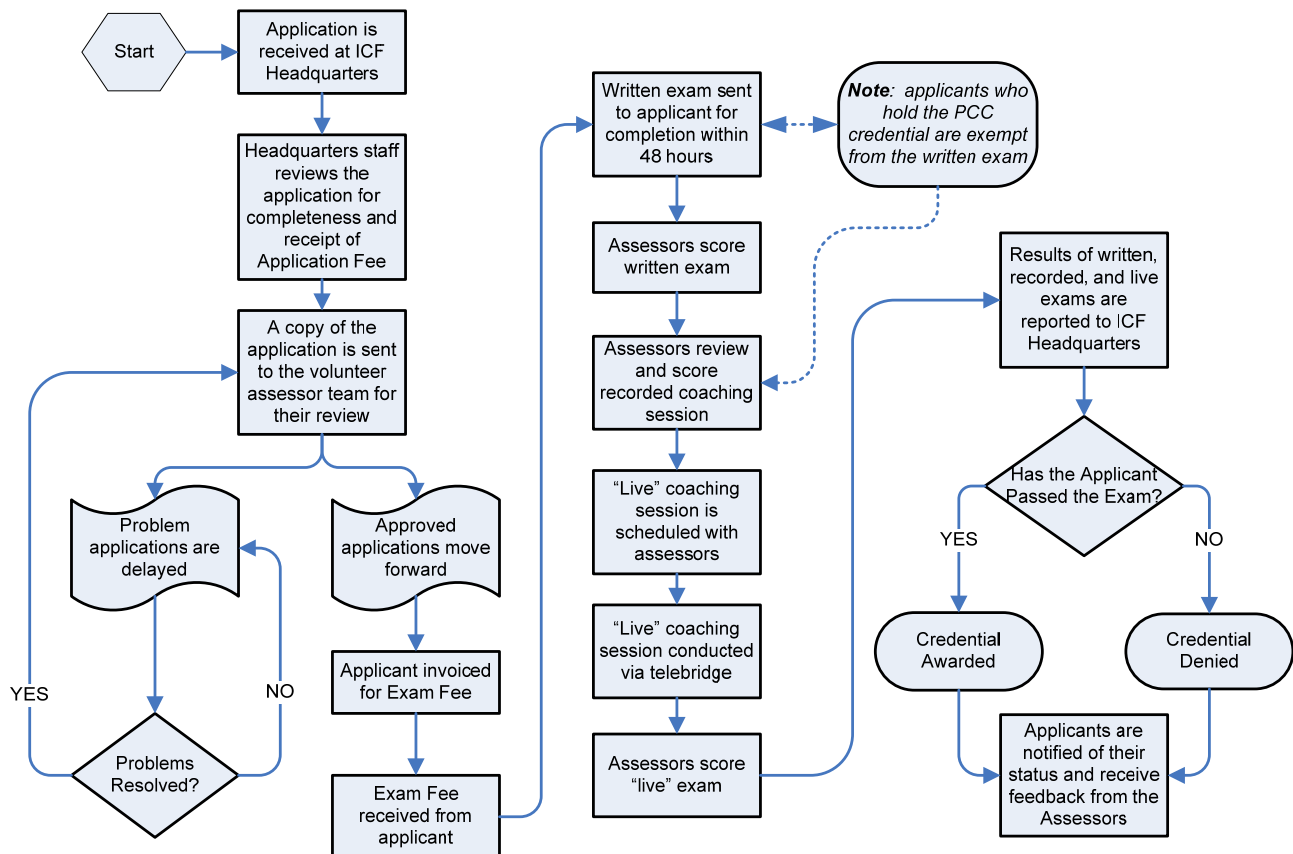 Start
Application is
received at ICF
Headquarters
Headquarters staff
reviews the
application for
completeness and
receipt of
Application Fee
A copy of the
application is sent
to the volunteer
assessor team for
their review
Problem
applications are
delayed
Approved
applications move
forward
YES
NO
Problems
Resolved?
Applicant invoiced
for Exam Fee
Exam Fee
received from
applicant
Written exam sent
to applicant for
completion within
48 hours
Note: applicants who
hold the PCC
credential are exempt
from the written exam
Assessors score
written exam
Assessors review
and score
recorded coaching
session
“Live” coaching
session is
scheduled with
assessors
“Live” coaching
session conducted
via telebridge
Assessors score
“live” exam
Results of written,
recorded, and live
exams are
reported to ICF
Headquarters
Has the Applicant
Passed the Exam?
YES
NO
Credential
Awarded
Credential
Denied
Applicants are
notified of their
status and receive
feedback from the
Assessors